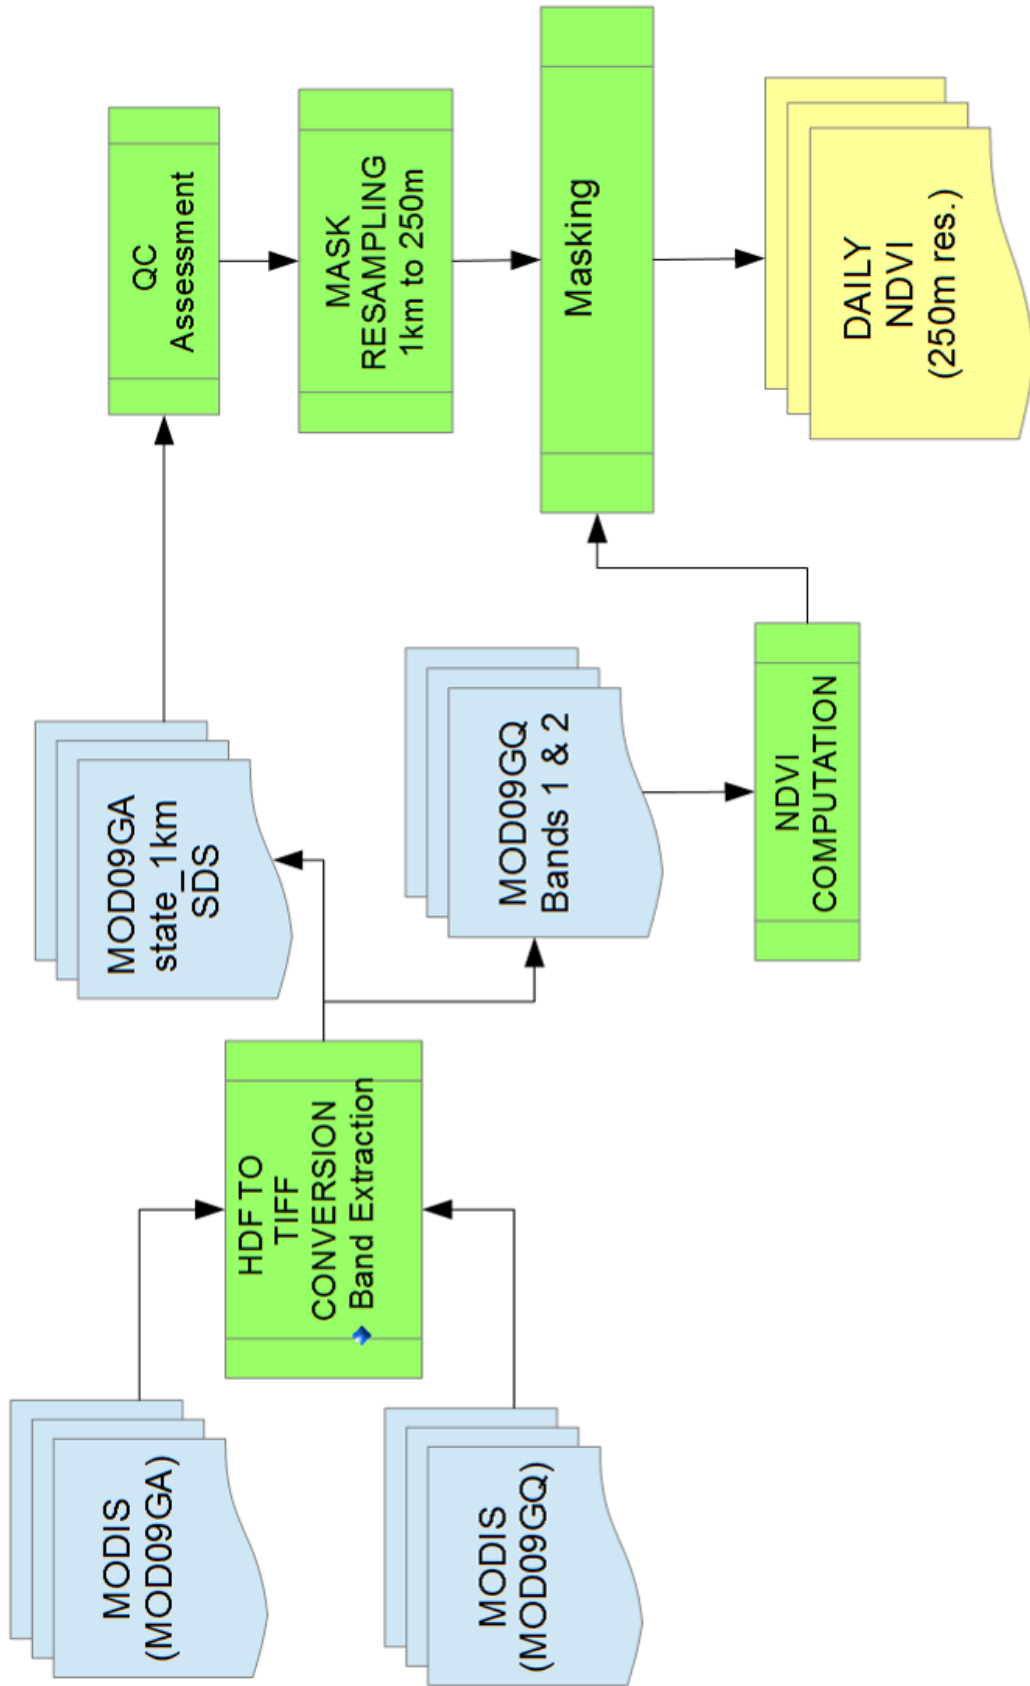 MODIS
(MOD09GA)
MODIS
(MOD09GQ)
HDF TO
TIFF
CONVERSION
Band Extraction
MOD09GA
state_1km
SDS
MOD09GQ
Bands 1 & 2
NDVI
COMPUTATION
QC
Assessment
MASK
RESAMPLING
1km to 250m
Masking
DAILY
NDVI
(250m res.)